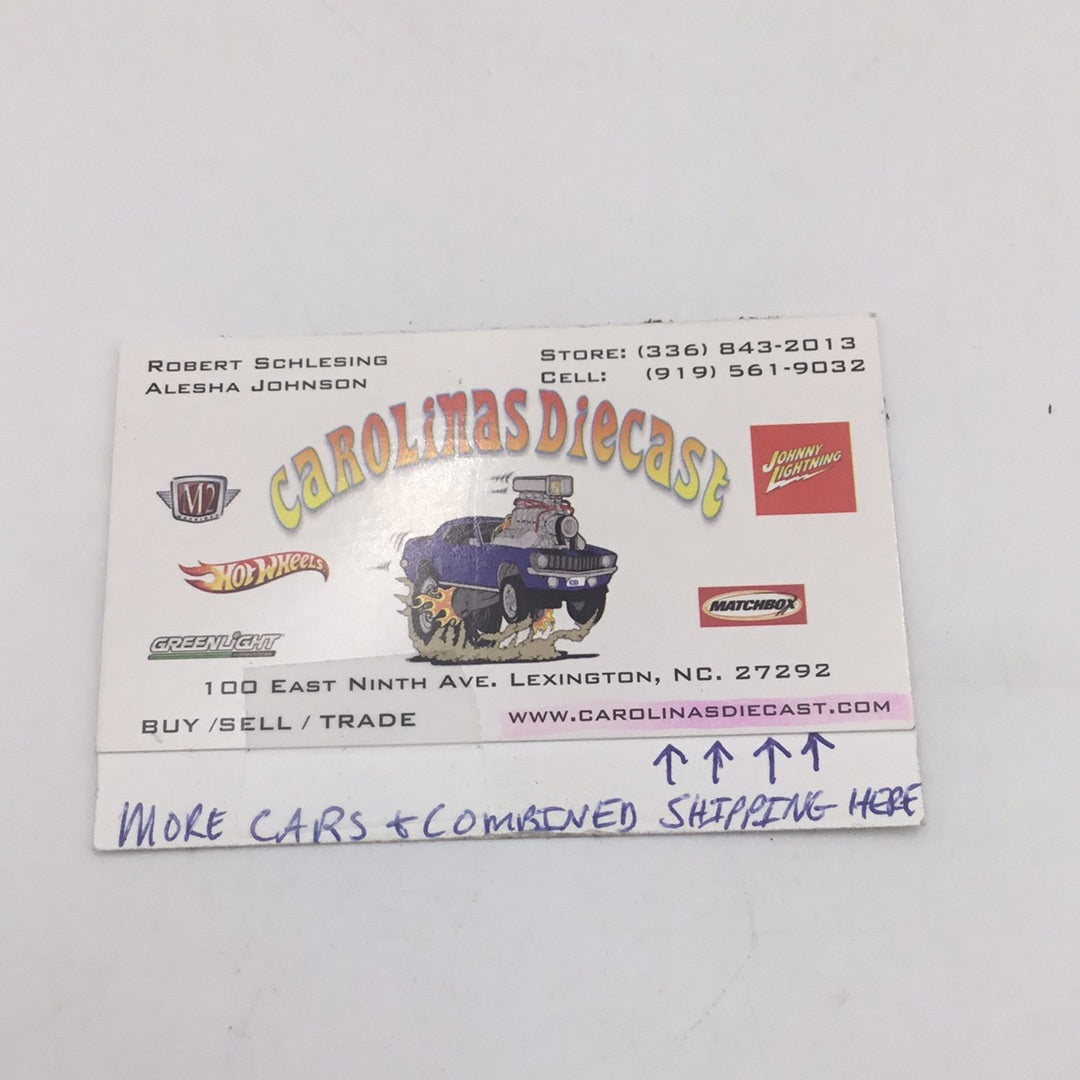 ROBERT SCHLESING
ALESHA JOHNSON
STORE: (336) 843-2013
CELL: (919) 561-9032
CAROLINAS DIECAST
M2
JOHNNY
LIGHTNING
HOT WHEELS
CD
MATCHBOX
GREENLIGHT
100 EAST NINTH AVE. LEXINGTON, NC. 27292
BUY /SELL / TRADE
WWW.CAROLINASDIECAST.COM
↑ ↑ ↑ ↑
MORE CARS & COMBINED SHIPPING HERE